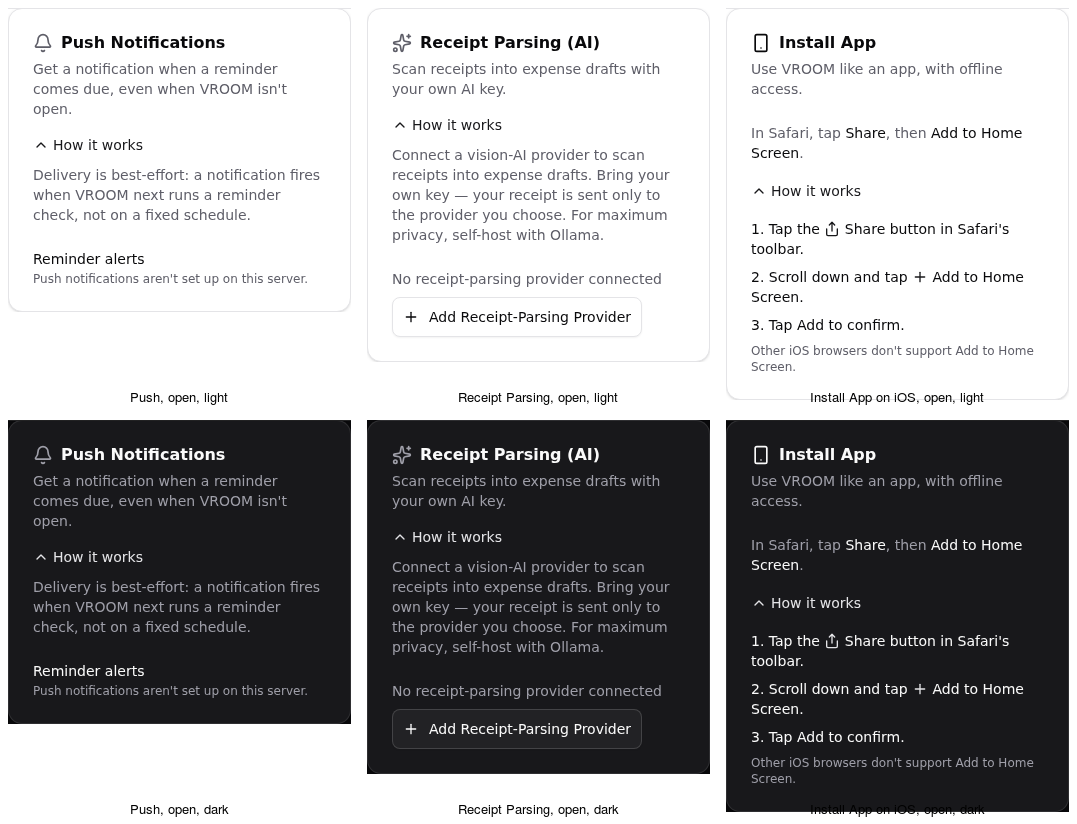 Push Notifications
Get a notification when a reminder
comes due, even when VROOM isn't
open.
How it works
Delivery is best-effort: a notification fires
when VROOM next runs a reminder
check, not on a fixed schedule.
Reminder alerts
Push notifications aren't set up on this server.
Push, open, light
Receipt Parsing (AI)
Scan receipts into expense drafts with
your own AI key.
How it works
Connect a vision-AI provider to scan
receipts into expense drafts. Bring your
own key — your receipt is sent only to
the provider you choose. For maximum
privacy, self-host with Ollama.
No receipt-parsing provider connected
Add Receipt-Parsing Provider
Receipt Parsing, open, light
Install App
Use VROOM like an app, with offline
access.
In Safari, tap Share, then Add to Home
Screen.
How it works
1. Tap the Share button in Safari's
toolbar.
2. Scroll down and tap Add to Home
Screen.
3. Tap Add to confirm.
Other iOS browsers don't support Add to Home
Screen.
Install App on iOS, open, light
Push Notifications
Get a notification when a reminder
comes due, even when VROOM isn't
open.
How it works
Delivery is best-effort: a notification fires
when VROOM next runs a reminder
check, not on a fixed schedule.
Reminder alerts
Push notifications aren't set up on this server.
Push, open, dark
Receipt Parsing (AI)
Scan receipts into expense drafts with
your own AI key.
How it works
Connect a vision-AI provider to scan
receipts into expense drafts. Bring your
own key — your receipt is sent only to
the provider you choose. For maximum
privacy, self-host with Ollama.
No receipt-parsing provider connected
Add Receipt-Parsing Provider
Receipt Parsing, open, dark
Install App
Use VROOM like an app, with offline
access.
In Safari, tap Share, then Add to Home
Screen.
How it works
1. Tap the Share button in Safari's
toolbar.
2. Scroll down and tap Add to Home
Screen.
3. Tap Add to confirm.
Other iOS browsers don't support Add to Home
Screen.
Install App on iOS, open, dark